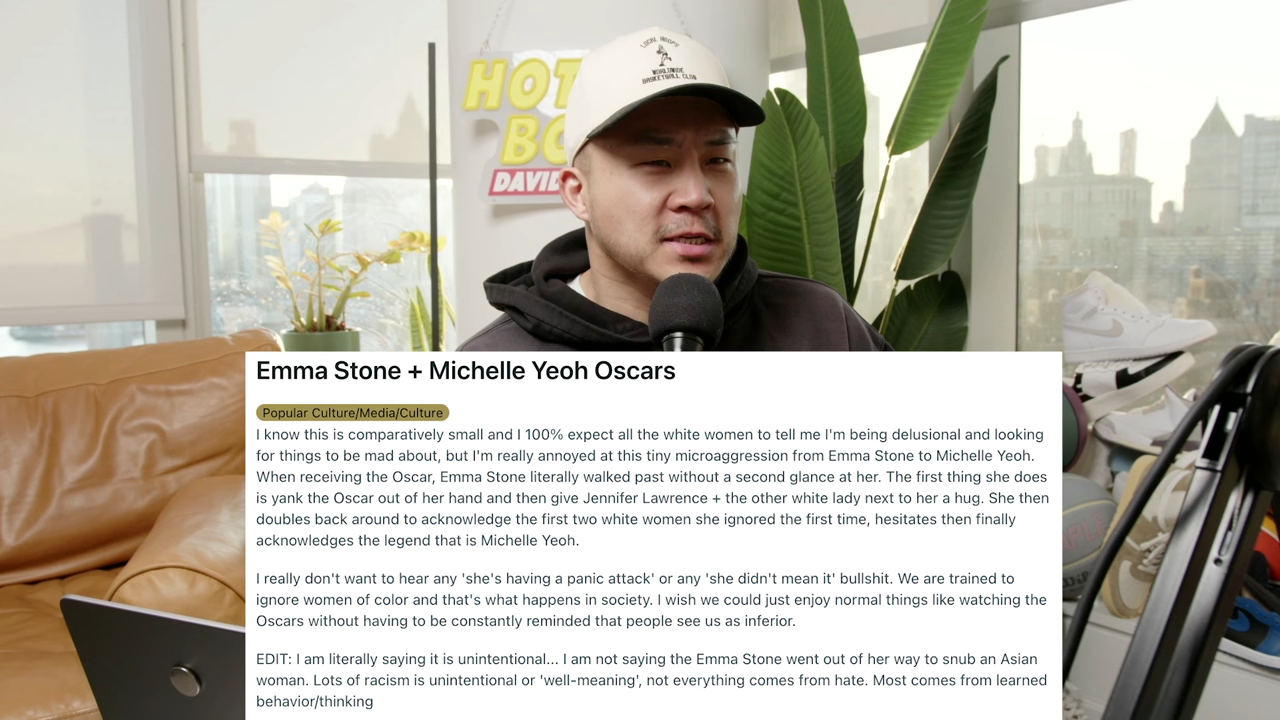 LOCAL HOOPS
WORLDWIDE
BASKETBALL CLUB
HOT
BO
DAVID
Emma Stone + Michelle Yeoh Oscars
Popular Culture/Media/Culture
I know this is comparatively small and I 100% expect all the white women to tell me I'm being delusional and looking
for things to be mad about, but I'm really annoyed at this tiny microaggression from Emma Stone to Michelle Yeoh.
When receiving the Oscar, Emma Stone literally walked past without a second glance at her. The first thing she does
is yank the Oscar out of her hand and then give Jennifer Lawrence + the other white lady next to her a hug. She then
doubles back around to acknowledge the first two white women she ignored the first time, hesitates then finally
acknowledges the legend that is Michelle Yeoh.
I really don't want to hear any 'she's having a panic attack' or any 'she didn't mean it' bullshit. We are trained to
ignore women of color and that's what happens in society. I wish we could just enjoy normal things like watching the
Oscars without having to be constantly reminded that people see us as inferior.
EDIT: I am literally saying it is unintentional... I am not saying the Emma Stone went out of her way to snub an Asian
woman. Lots of racism is unintentional or 'well-meaning', not everything comes from hate. Most comes from learned
behavior/thinking